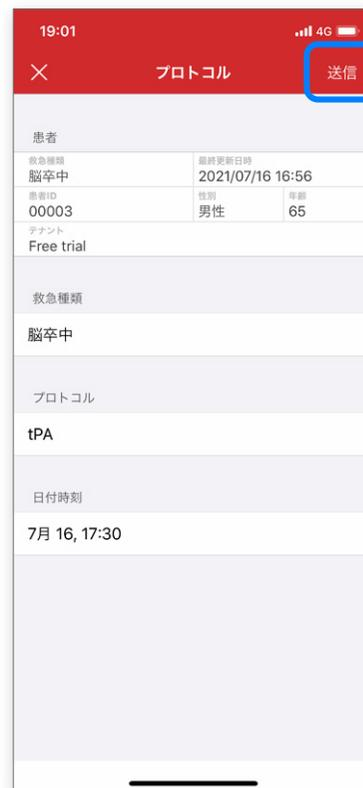 19:01 4G
プロトコル 送信
患者
救急種類 最終更新日時
脳卒中 2021/07/16 16:56
患者ID 性別 年齢
00003 男性 65
テナント
Free trial
救急種類
脳卒中
プロトコル
tPA
日付時刻
7月 16, 17:30